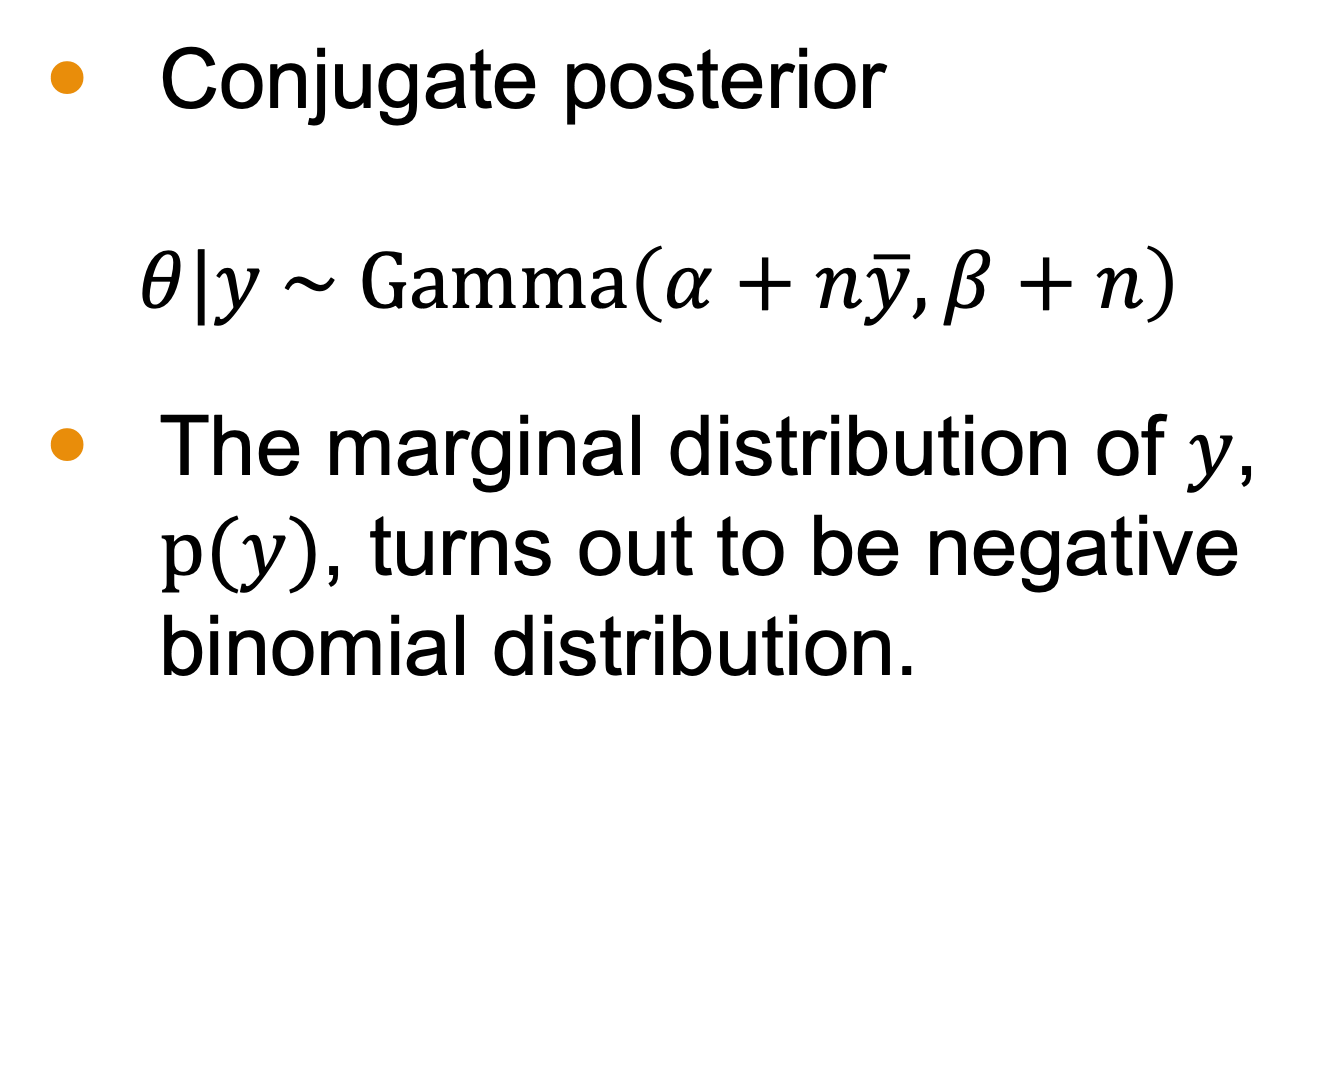 • Conjugate posterior
θ|y ~ Gamma(α + nȳ, β + n)
• The marginal distribution of y,
p(y), turns out to be negative
binomial distribution.